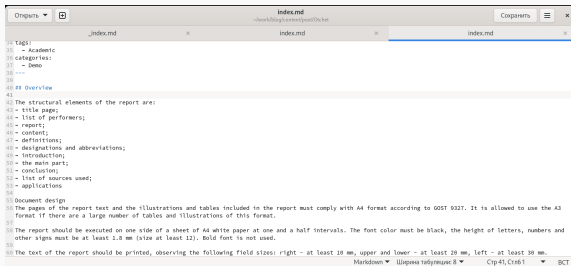 Открыть
index.md
~/work/blog/content/post/Otchet
Сохранить
_index.md
index.md
index.md
34 tags:
35 - Academic
36 categories:
37 - Demo
38 ---
39
40 ## Overview
41
42 The structural elements of the report are:
43 - title page;
44 - list of performers;
45 - report;
46 - content;
47 - definitions;
48 - designations and abbreviations;
49 - introduction;
50 - the main part;
51 - conclusion;
52 - list of sources used;
53 - applications
54
55 Document design
56 The pages of the report text and the illustrations and tables included in the report must comply with A4 format according to GOST 9327. It is allowed to use the A3
format if there are a large number of tables and illustrations of this format.
57
58 The report should be executed on one side of a sheet of A4 white paper at one and a half intervals. The font color must be black, the height of letters, numbers and
other signs must be at least 1.8 mm (size at least 12). Bold font is not used.
59
60 The text of the report should be printed, observing the following field sizes: right - at least 10 mm, upper and lower - at least 20 mm, left - at least 30 mm.
Markdown Ширина табуляции: 8 Стр 41, Стлб 1 ВСТ